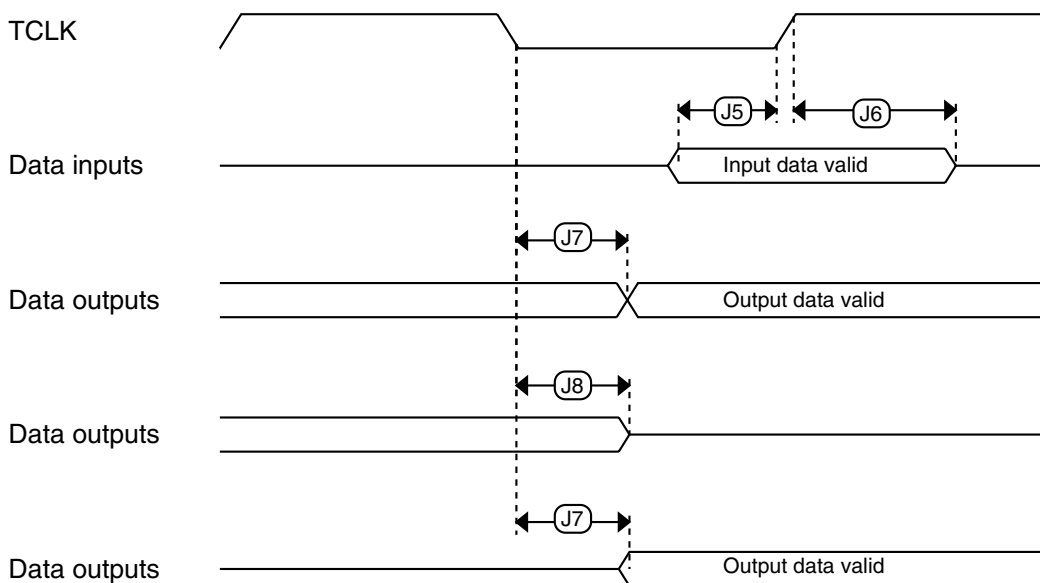 TCLK
J5
J6
Data inputs
Input data valid
J7
Data outputs
Output data valid
J8
Data outputs
J7
Data outputs
Output data valid